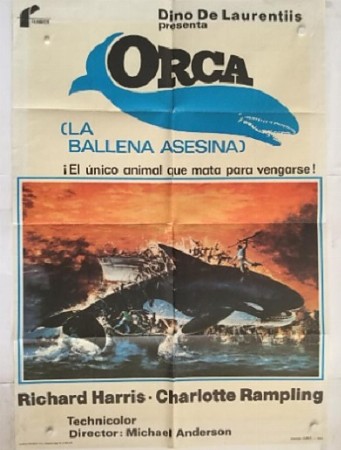 Dino De Laurentiis
presenta
ORCA
(LA
BALLENA ASESINA)
¡El único animal que mata para vengarse!
Richard Harris · Charlotte Rampling
Technicolor
Director: Michael Anderson